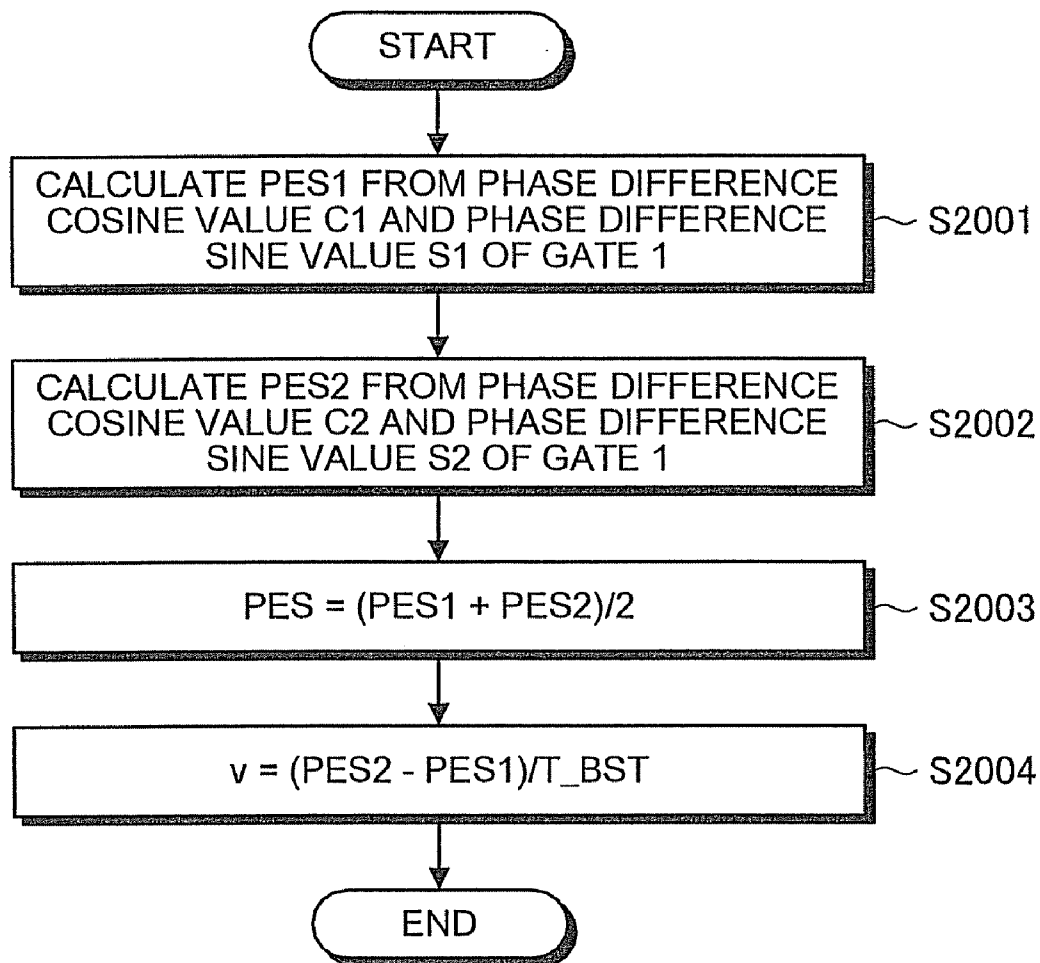 START
CALCULATE PES1 FROM PHASE DIFFERENCE
COSINE VALUE C1 AND PHASE DIFFERENCE
SINE VALUE S1 OF GATE 1
S2001
CALCULATE PES2 FROM PHASE DIFFERENCE
COSINE VALUE C2 AND PHASE DIFFERENCE
SINE VALUE S2 OF GATE 1
S2002
PES = (PES1 + PES2)/2
S2003
v = (PES2 - PES1)/T_BST
S2004
END